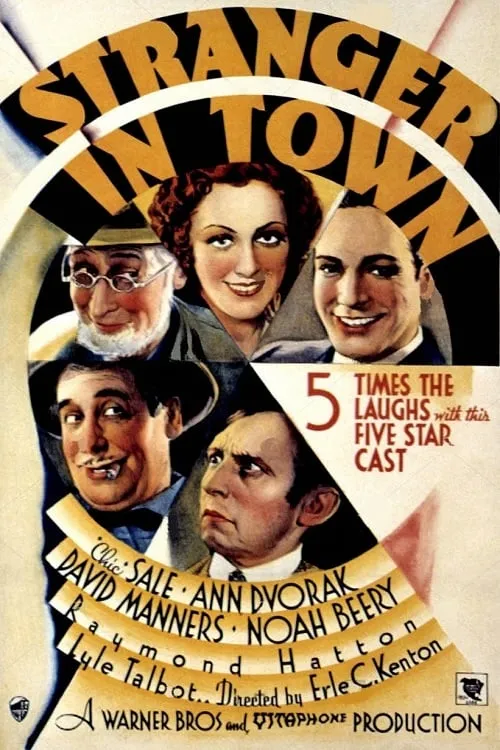 STRANGER
IN TOWN
5 TIMES THE
LAUGHS with this
FIVE STAR
CAST
"Chic" SALE · ANN DVORAK
DAVID MANNERS · NOAH BEERY
Raymond Hatton
Lyle Talbot.. Directed by Erle C. Kenton
A WARNER BROS and VITAPHONE PRODUCTION